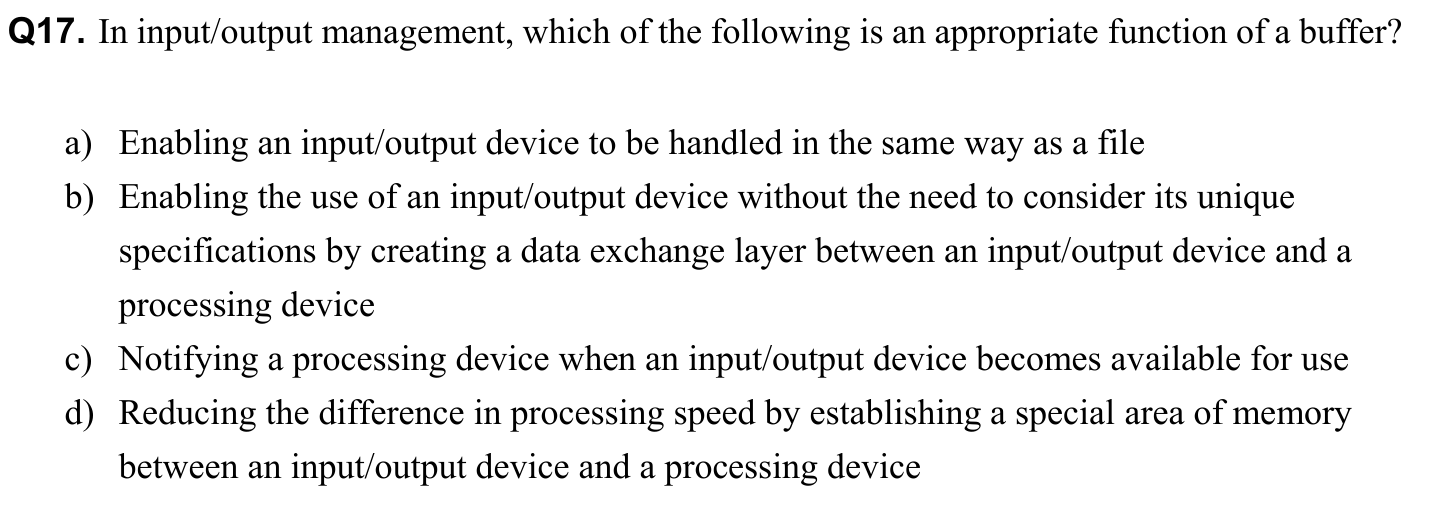 Q17. In input/output management, which of the following is an appropriate function of a buffer?
a) Enabling an input/output device to be handled in the same way as a file
b) Enabling the use of an input/output device without the need to consider its unique
specifications by creating a data exchange layer between an input/output device and a
processing device
c) Notifying a processing device when an input/output device becomes available for use
d) Reducing the difference in processing speed by establishing a special area of memory
between an input/output device and a processing device